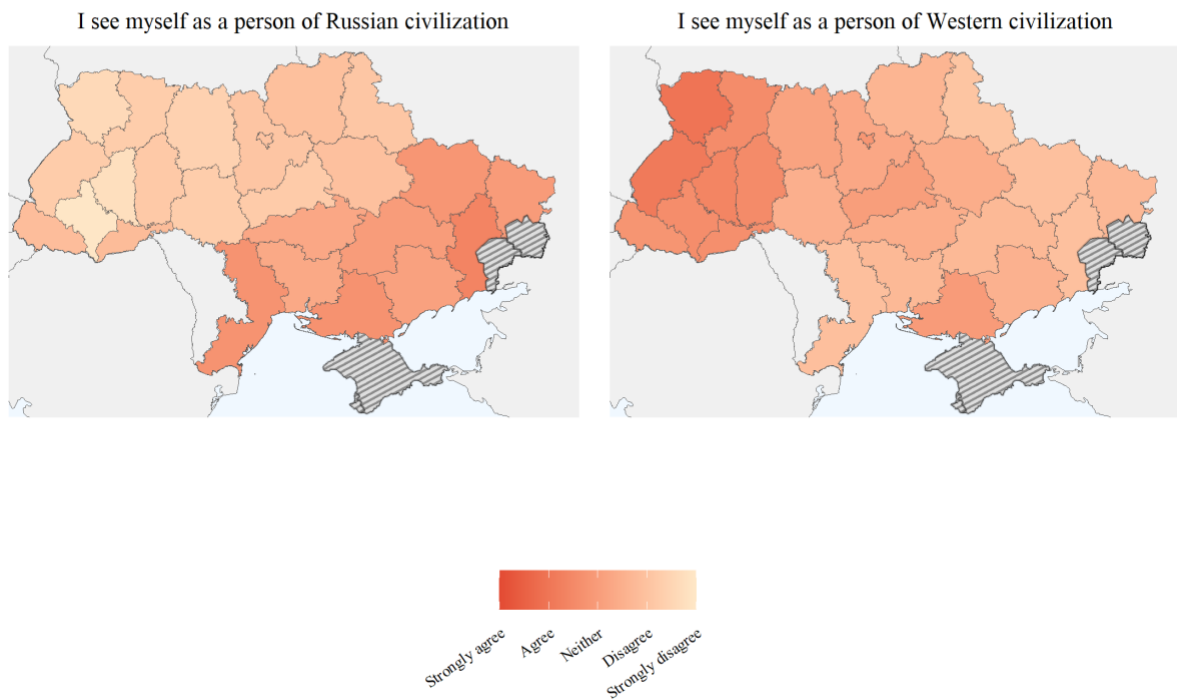 I see myself as a person of Russian civilization
I see myself as a person of Western civilization
Strongly agree
Agree
Neither
Disagree
Strongly disagree